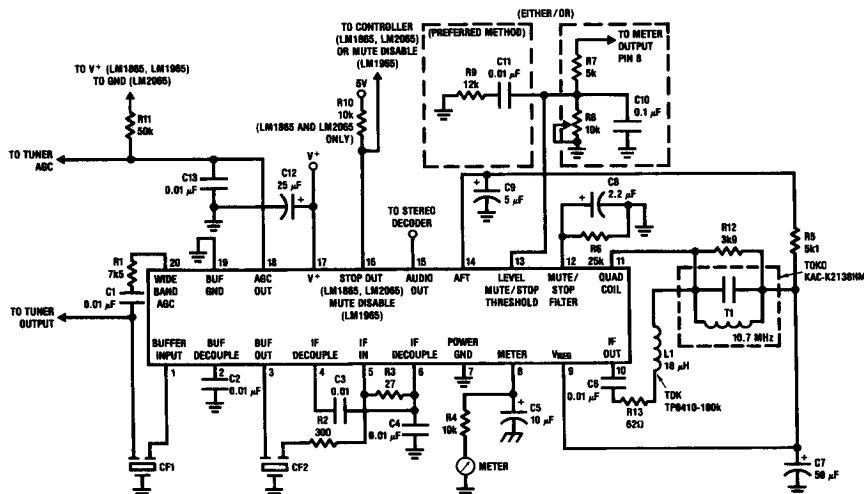 (EITHER/OR)
TO CONTROLLER
(LM1865, LM2065)
OR MUTE DISABLE
(LM1965)
(PREFERRED METHOD)
C11
0.01 µF
R9
12k
TO METER
OUTPUT
PIN 8
R7
5k
R8
10k
C10
0.1 µF
TO V+ (LM1865, LM1965)
TO GND (LM2065)
R11
50k
5V
R10
10k
(LM1865 AND LM2065
ONLY)
TO TUNER
AGC
C13
0.01 µF
C12
25 µF
V+
TO STEREO
DECODER
C9
5 µF
C8
2.2 µF
R6
25k
R5
5k1
R12
3k9
TOKO
KAC-K2138HM
T1
10.7 MHz
R1
7k5
C1
0.01 µF
TO TUNER
OUTPUT
20
19
18
17
16
15
14
13
12
11
WIDE
BAND
AGC
BUF
GND
AGC
OUT
V+
STOP OUT
(LM1865, LM2065)
MUTE DISABLE
(LM1965)
AUDIO
OUT
AFT
LEVEL
MUTE/STOP
THRESHOLD
MUTE/
STOP
FILTER
QUAD
COIL
BUFFER
INPUT
BUF
DECOUPLE
BUF
OUT
IF
DECOUPLE
IF
IN
IF
DECOUPLE
POWER
GND
METER
VREG
IF
OUT
1
2
3
4
5
6
7
8
9
10
C2
0.01 µF
C3
0.01
R3
27
R2
300
C4
0.01 µF
R4
10k
C5
10 µF
METER
C6
0.01 µF
R13
62Ω
L1
18 µH
TDK
TP0410-180k
C7
50 µF
CF1
CF2